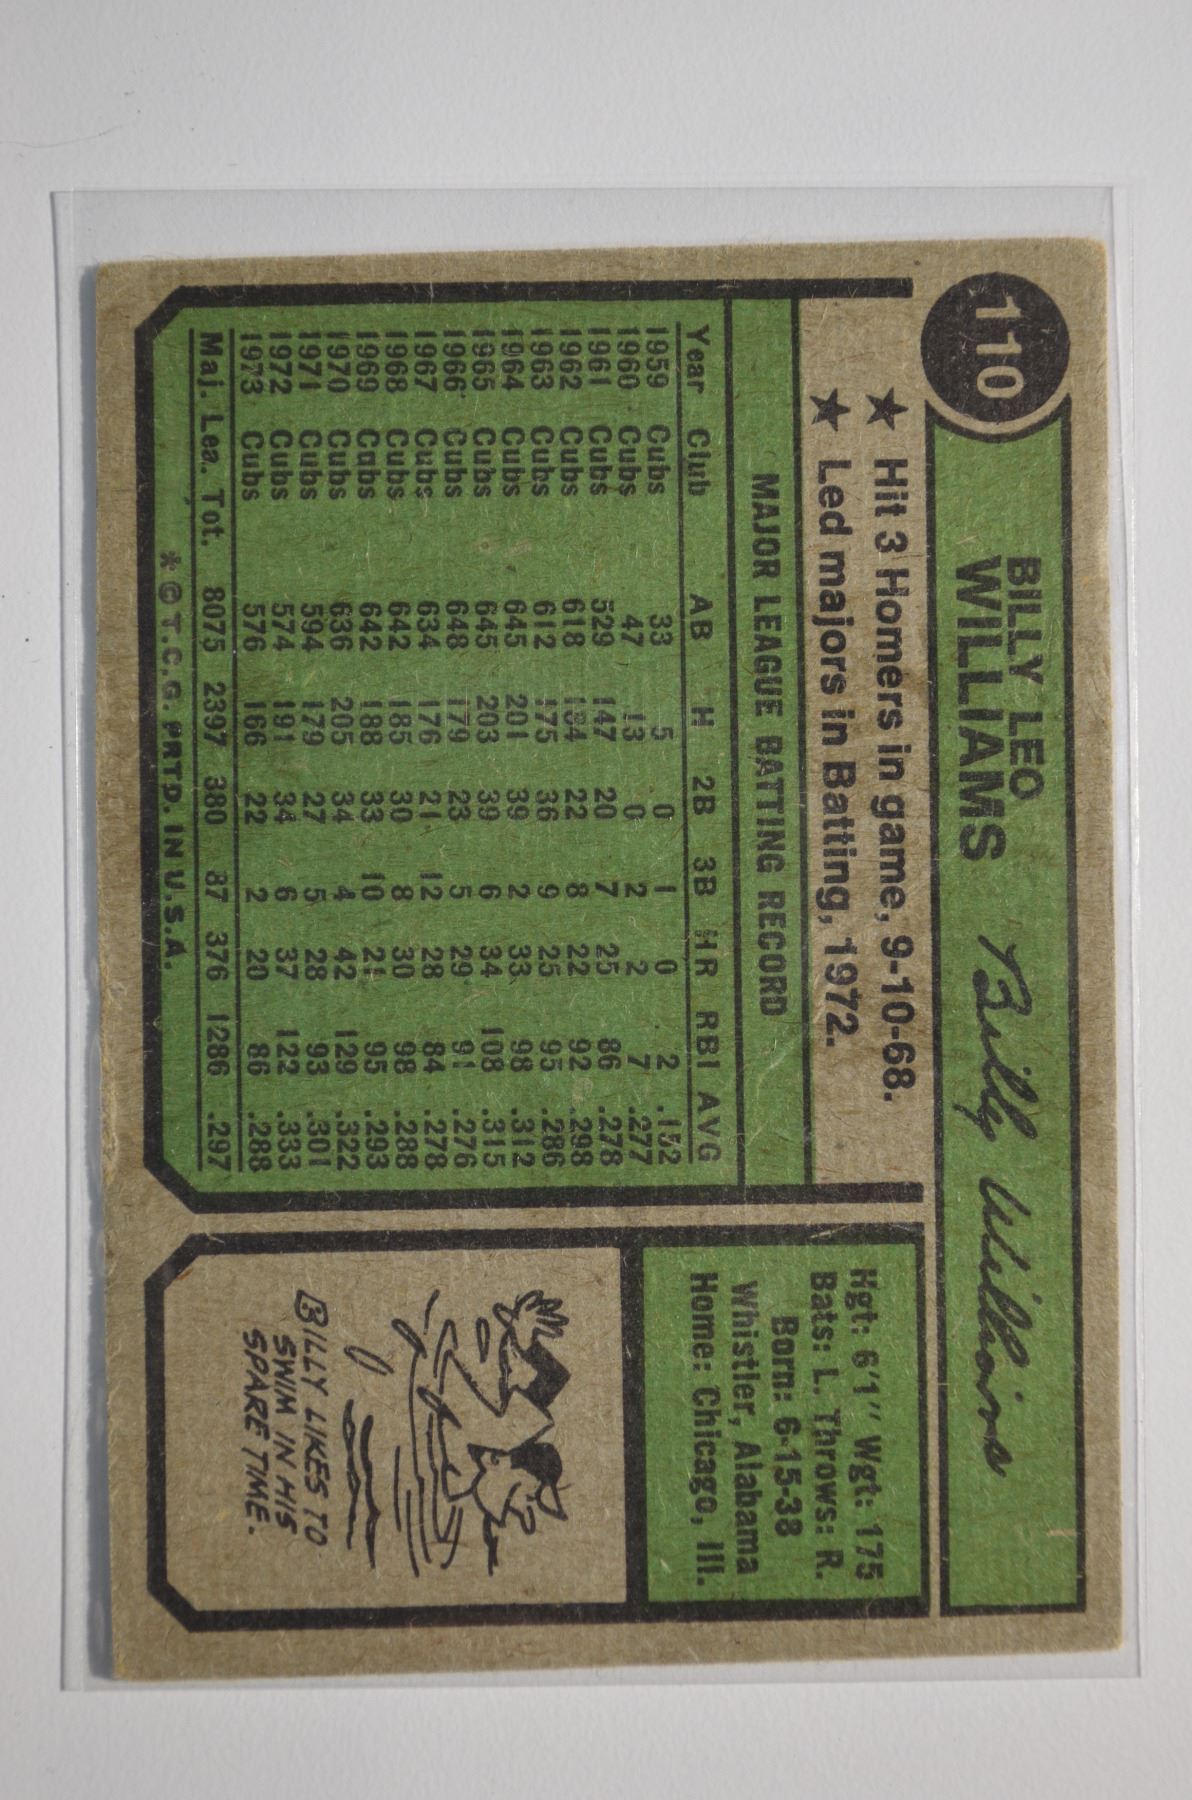 110
BILLY LEO
WILLIAMS
Billy Williams
★ Hit 3 Homers in game, 9-10-68.
★ Led majors in Batting, 1972.
MAJOR LEAGUE BATTING RECORD
Year Club AB H 2B 3B HR RBI AVG
1959 Cubs 33 5 0 1 0 2 .152
1960 Cubs 47 13 0 2 2 7 .277
1961 Cubs 529 147 20 7 25 86 .278
1962 Cubs 618 184 22 8 22 92 .298
1963 Cubs 612 175 36 9 25 95 .286
1964 Cubs 645 201 39 2 33 98 .312
1965 Cubs 645 203 39 6 34 108 .315
1966 Cubs 648 179 23 5 29 91 .276
1967 Cubs 634 176 21 12 28 84 .278
1968 Cubs 642 185 30 8 30 98 .288
1969 Cubs 642 188 33 10 21 95 .293
1970 Cubs 636 205 34 4 42 129 .322
1971 Cubs 594 179 27 5 28 93 .301
1972 Cubs 574 191 34 6 37 122 .333
1973 Cubs 576 166 22 2 20 86 .288
Maj. Lea. Tot. 8075 2397 380 87 376 1286 .297
* © T.C.G. PRTD. IN U.S.A.
Hgt: 6'1" Wgt: 175
Bats: L. Throws: R.
Born: 6-15-38
Whistler, Alabama
Home: Chicago, Ill.
BILLY LIKES TO
SWIM IN HIS
SPARE TIME.